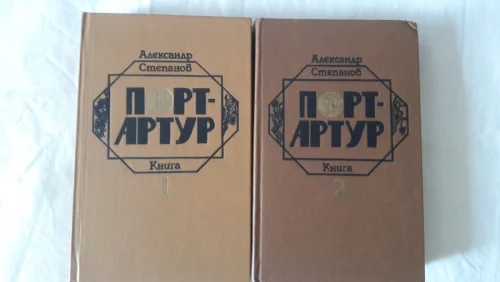 Александр
Степанов
ПОРТ-
АРТУР
Книга
1
Александр
Степанов
ПОРТ-
АРТУР
Книга
2